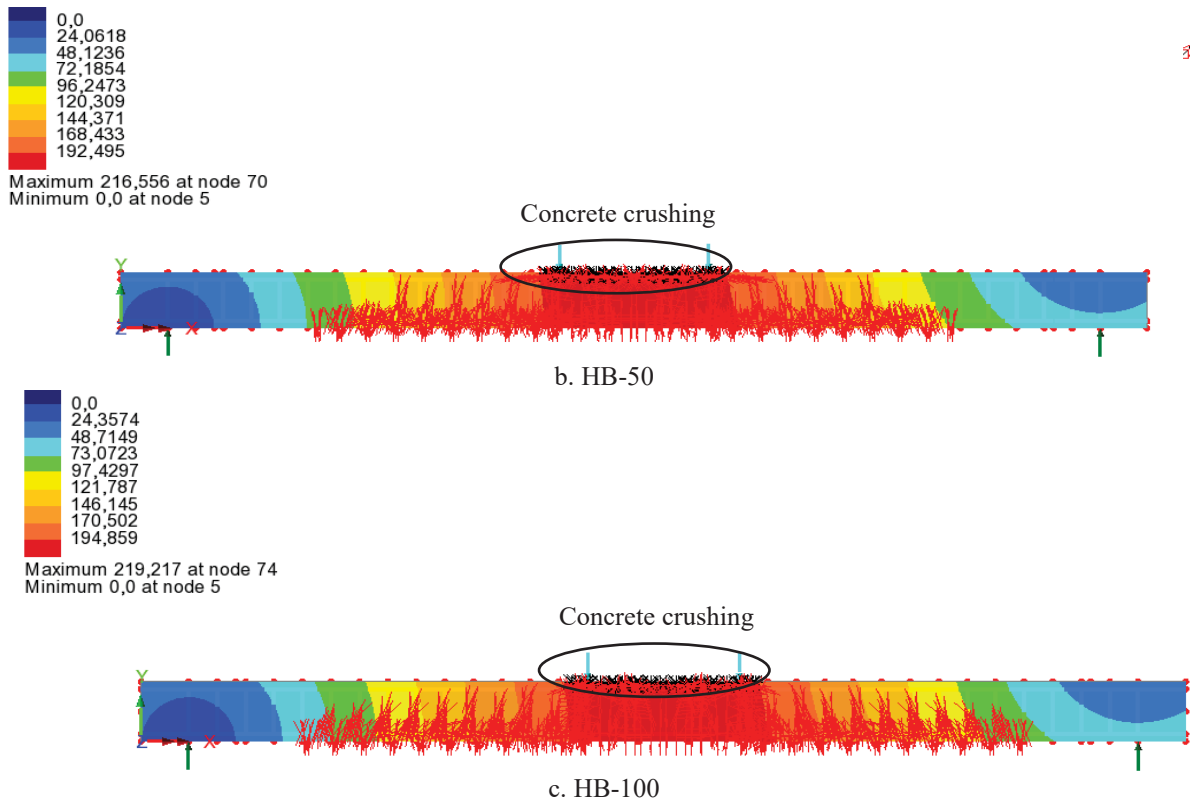 0,0
24,0618
48,1236
72,1854
96,2473
120,309
144,371
168,433
192,495
Maximum 216,556 at node 70
Minimum 0,0 at node 5
Concrete crushing
Y
Z X
b. HB-50
0,0
24,3574
48,7149
73,0723
97,4297
121,787
146,145
170,502
194,859
Maximum 219,217 at node 74
Minimum 0,0 at node 5
Concrete crushing
Y
Z X
c. HB-100